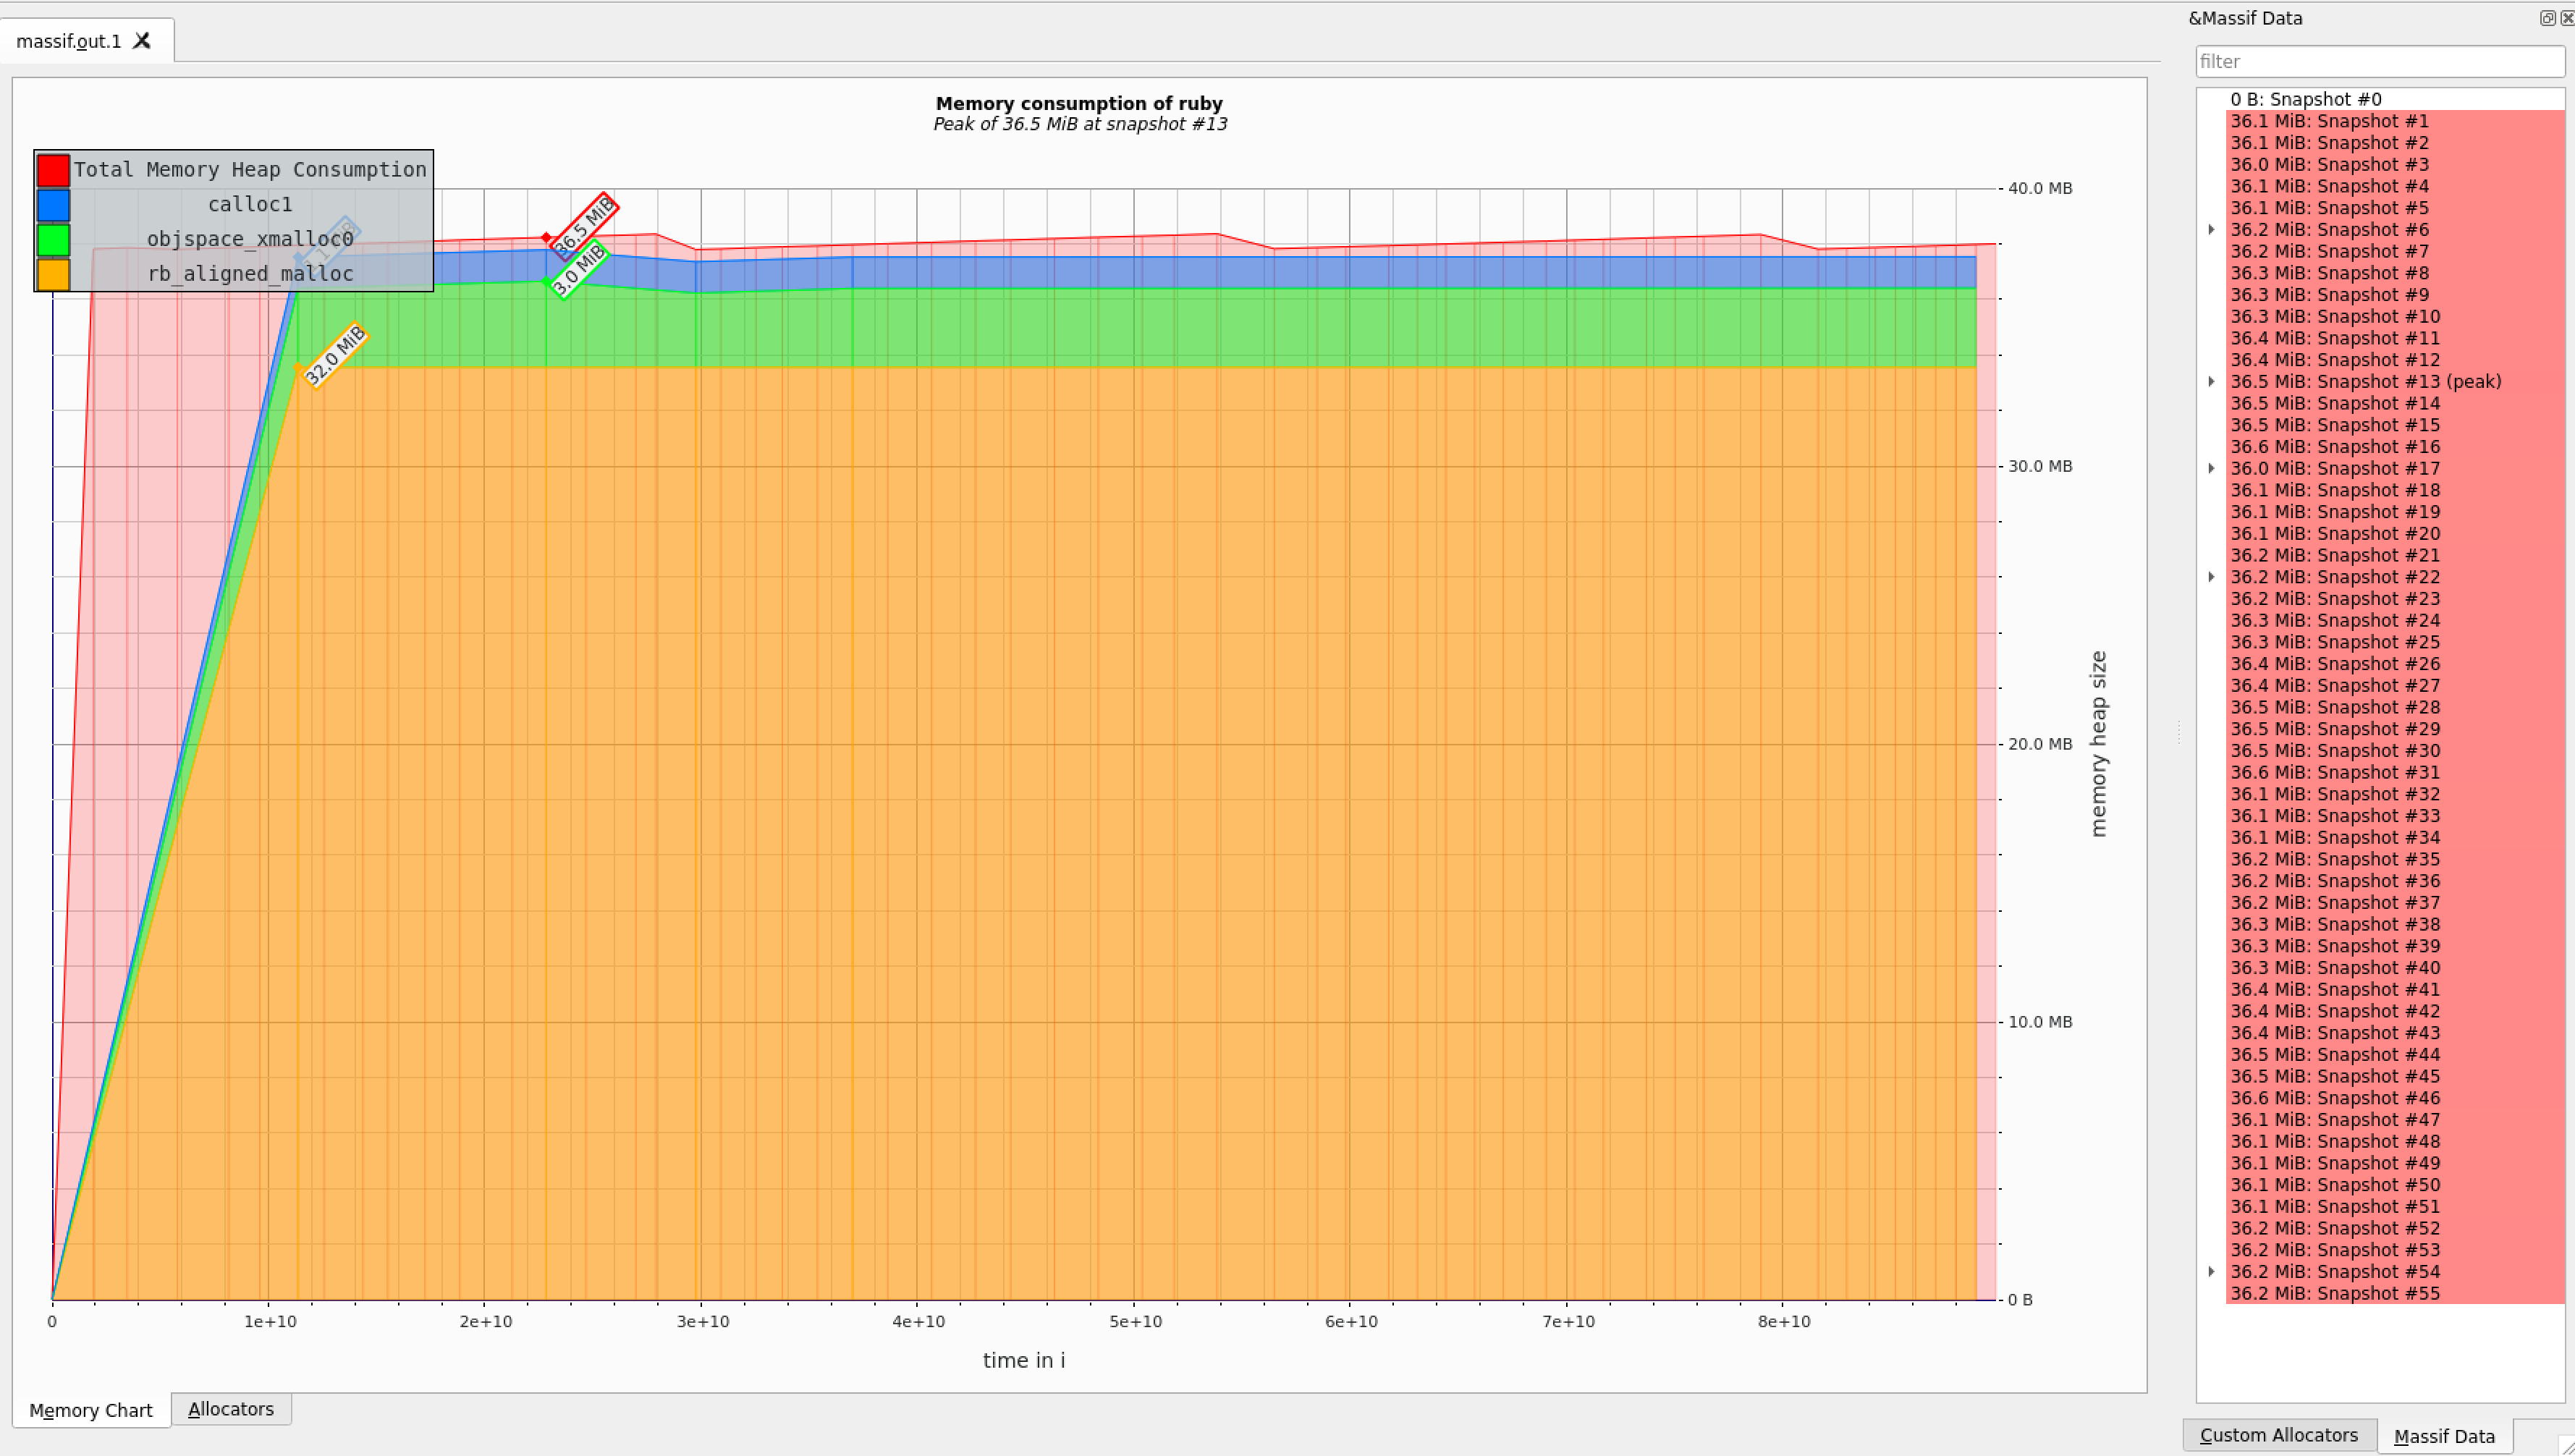 massif.out.1
Memory consumption of ruby
Peak of 36.5 MiB at snapshot #13
Total Memory Heap Consumption
calloc1
objspace_xmalloc0
rb_aligned_malloc
36.5 MiB
3.0 MiB
32.0 MiB
40.0 MB
30.0 MB
20.0 MB
10.0 MB
0 B
memory heap size
0
1e+10
2e+10
3e+10
4e+10
5e+10
6e+10
7e+10
8e+10
time in i
Memory Chart
Allocators
&Massif Data
filter
0 B: Snapshot #0
36.1 MiB: Snapshot #1
36.1 MiB: Snapshot #2
36.0 MiB: Snapshot #3
36.1 MiB: Snapshot #4
36.1 MiB: Snapshot #5
36.2 MiB: Snapshot #6
36.2 MiB: Snapshot #7
36.3 MiB: Snapshot #8
36.3 MiB: Snapshot #9
36.3 MiB: Snapshot #10
36.4 MiB: Snapshot #11
36.4 MiB: Snapshot #12
36.5 MiB: Snapshot #13 (peak)
36.5 MiB: Snapshot #14
36.5 MiB: Snapshot #15
36.6 MiB: Snapshot #16
36.0 MiB: Snapshot #17
36.1 MiB: Snapshot #18
36.1 MiB: Snapshot #19
36.1 MiB: Snapshot #20
36.2 MiB: Snapshot #21
36.2 MiB: Snapshot #22
36.2 MiB: Snapshot #23
36.3 MiB: Snapshot #24
36.3 MiB: Snapshot #25
36.4 MiB: Snapshot #26
36.4 MiB: Snapshot #27
36.5 MiB: Snapshot #28
36.5 MiB: Snapshot #29
36.5 MiB: Snapshot #30
36.6 MiB: Snapshot #31
36.1 MiB: Snapshot #32
36.1 MiB: Snapshot #33
36.1 MiB: Snapshot #34
36.2 MiB: Snapshot #35
36.2 MiB: Snapshot #36
36.2 MiB: Snapshot #37
36.3 MiB: Snapshot #38
36.3 MiB: Snapshot #39
36.3 MiB: Snapshot #40
36.4 MiB: Snapshot #41
36.4 MiB: Snapshot #42
36.4 MiB: Snapshot #43
36.5 MiB: Snapshot #44
36.5 MiB: Snapshot #45
36.6 MiB: Snapshot #46
36.1 MiB: Snapshot #47
36.1 MiB: Snapshot #48
36.1 MiB: Snapshot #49
36.1 MiB: Snapshot #50
36.1 MiB: Snapshot #51
36.2 MiB: Snapshot #52
36.2 MiB: Snapshot #53
36.2 MiB: Snapshot #54
36.2 MiB: Snapshot #55
Custom Allocators
Massif Data